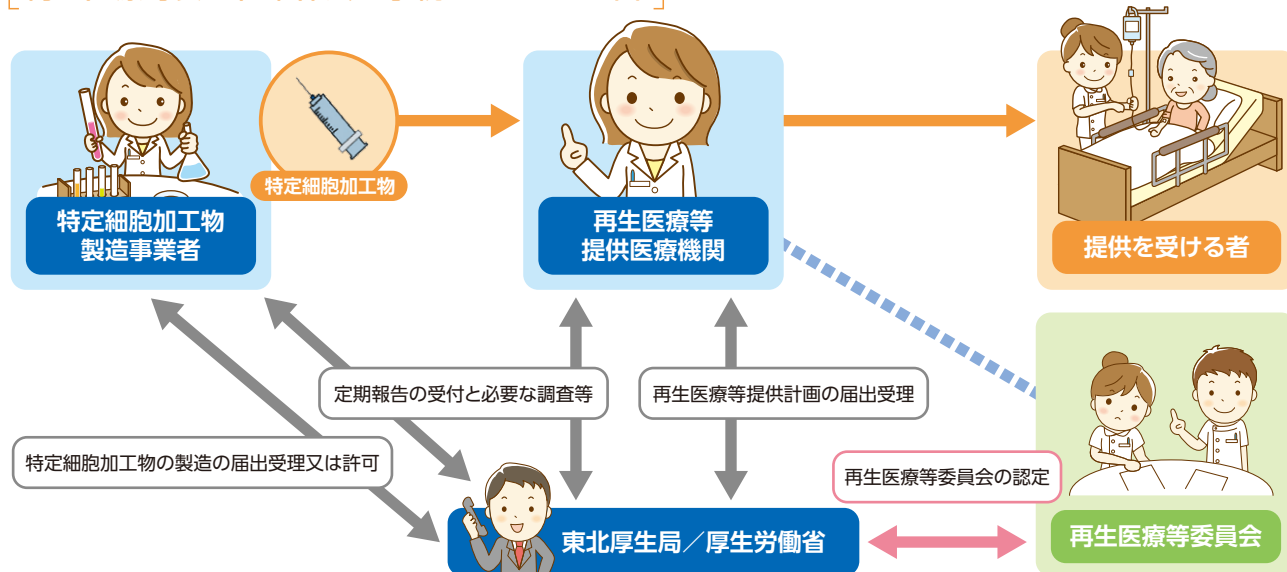 特定細胞加工物
特定細胞加工物
製造事業者
再生医療等
提供医療機関
提供を受ける者
定期報告の受付と必要な調査等
再生医療等提供計画の届出受理
特定細胞加工物の製造の届出受理又は許可
再生医療等委員会の認定
東北厚生局／厚生労働省
再生医療等委員会